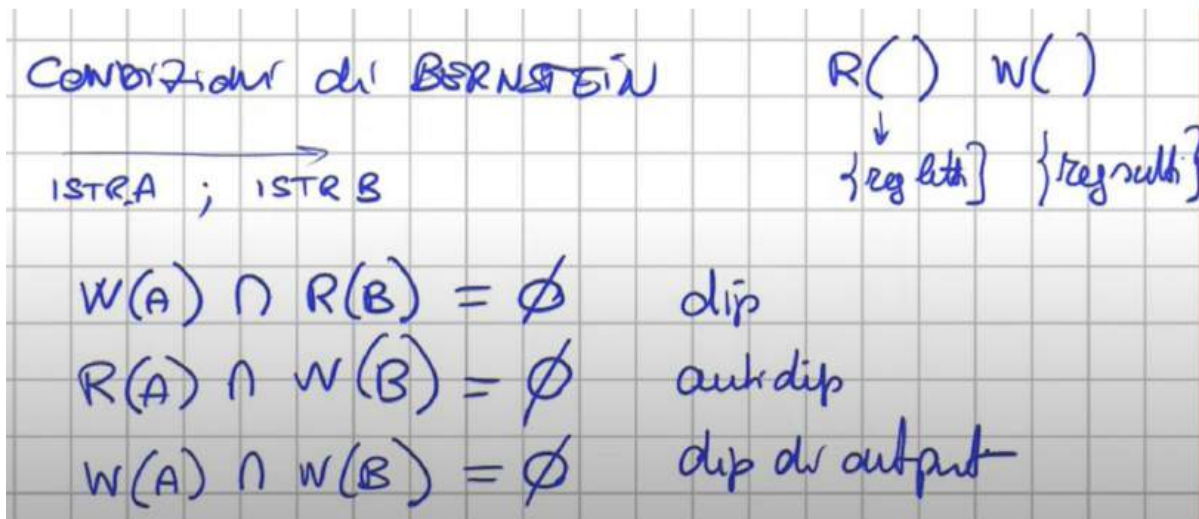 CONDIZIONI di BERNSTEIN R( ) W( )
ISTR A ; ISTR B {reg letti} {reg scritti}
W(A) ∩ R(B) = ∅ dip
R(A) ∩ W(B) = ∅ antidip
W(A) ∩ W(B) = ∅ dip di output